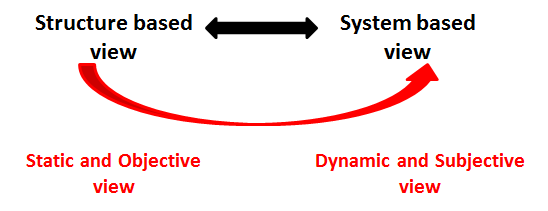 Structure based
view
System based
view
Static and Objective
view
Dynamic and Subjective
view